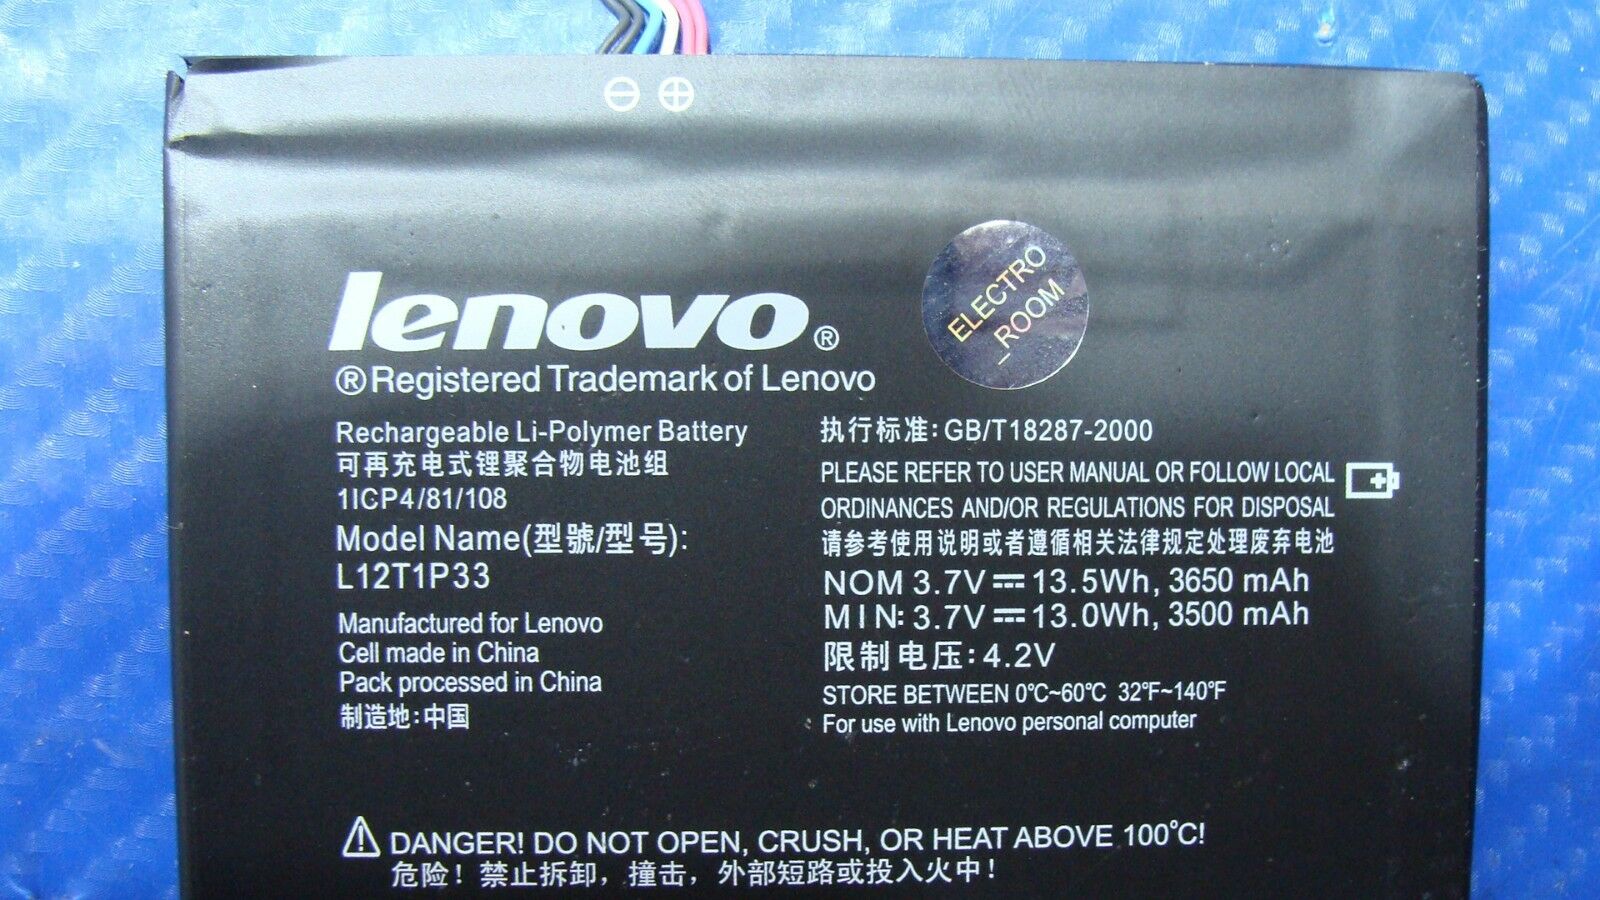 lenovo®
® Registered Trademark of Lenovo
Rechargeable Li-Polymer Battery
可再充电式锂聚合物电池组
1ICP4/81/108
Model Name(型號/型号):
L12T1P33
Manufactured for Lenovo
Cell made in China
Pack processed in China
制造地:中国
ELECTRO
_ROOM
执行标准: GB/T18287-2000
PLEASE REFER TO USER MANUAL OR FOLLOW LOCAL
ORDINANCES AND/OR REGULATIONS FOR DISPOSAL
请参考使用说明或者遵循相关法律规定处理废弃电池
NOM 3.7V⎓13.5Wh, 3650 mAh
MIN: 3.7V⎓13.0Wh, 3500 mAh
限制电压: 4.2V
STORE BETWEEN 0°C~60°C 32°F~140°F
For use with Lenovo personal computer
⚠ DANGER! DO NOT OPEN, CRUSH, OR HEAT ABOVE 100°C!
危险！禁止拆卸，撞击，外部短路或投入火中！